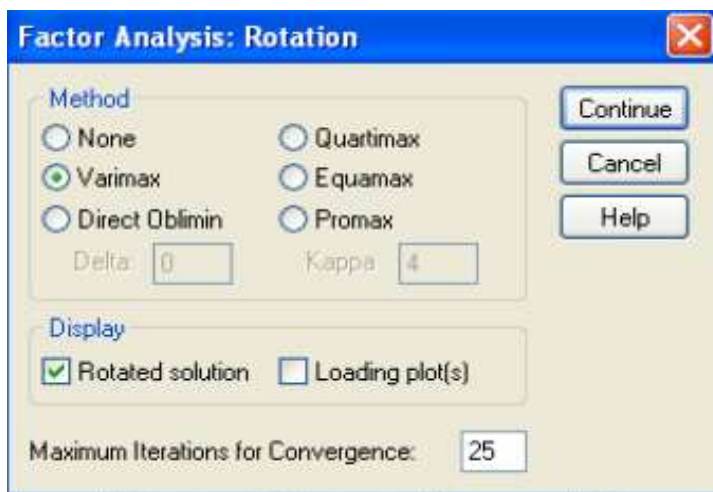 Factor Analysis: Rotation
Method
None
Quartimax
Varimax
Equamax
Direct Oblimin
Promax
Delta: 0
Kappa 4
Display
Rotated solution
Loading plot(s)
Maximum Iterations for Convergence: 25
Continue
Cancel
Help